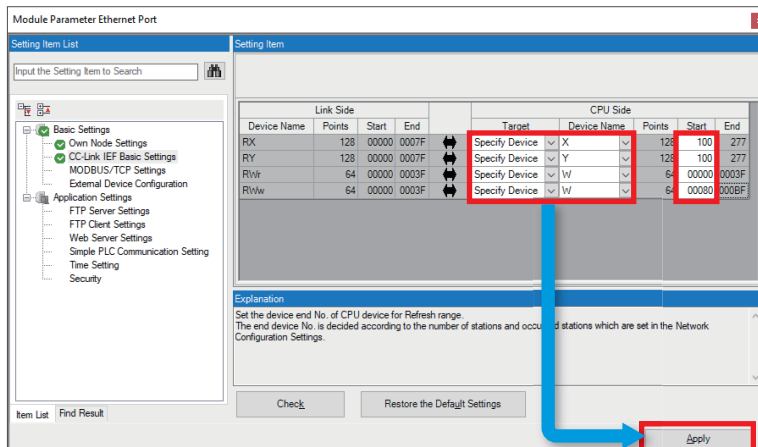 Module Parameter Ethernet Port
Setting Item List
Setting Item
Input the Setting Item to Search
Basic Settings
Own Node Settings
CC-Link IEF Basic Settings
MODBUS/TCP Settings
External Device Configuration
Application Settings
FTP Server Settings
FTP Client Settings
Web Server Settings
Simple PLC Communication Setting
Time Setting
Security
Item List Find Result
Link Side CPU Side
Device Name Points Start End Target Device Name Points Start End
RX 128 00000 0007F Specify Device X 128 100 277
RY 128 00000 0007F Specify Device Y 128 100 277
RWr 64 00000 0003F Specify Device W 64 00000 0003F
RWw 64 00000 0003F Specify Device W 64 00080 000BF
Explanation
Set the device end No. of CPU device for Refresh range.
The end device No. is decided according to the number of stations and occu d stations which are set in the Network
Configuration Settings.
Check Restore the Default Settings
Apply